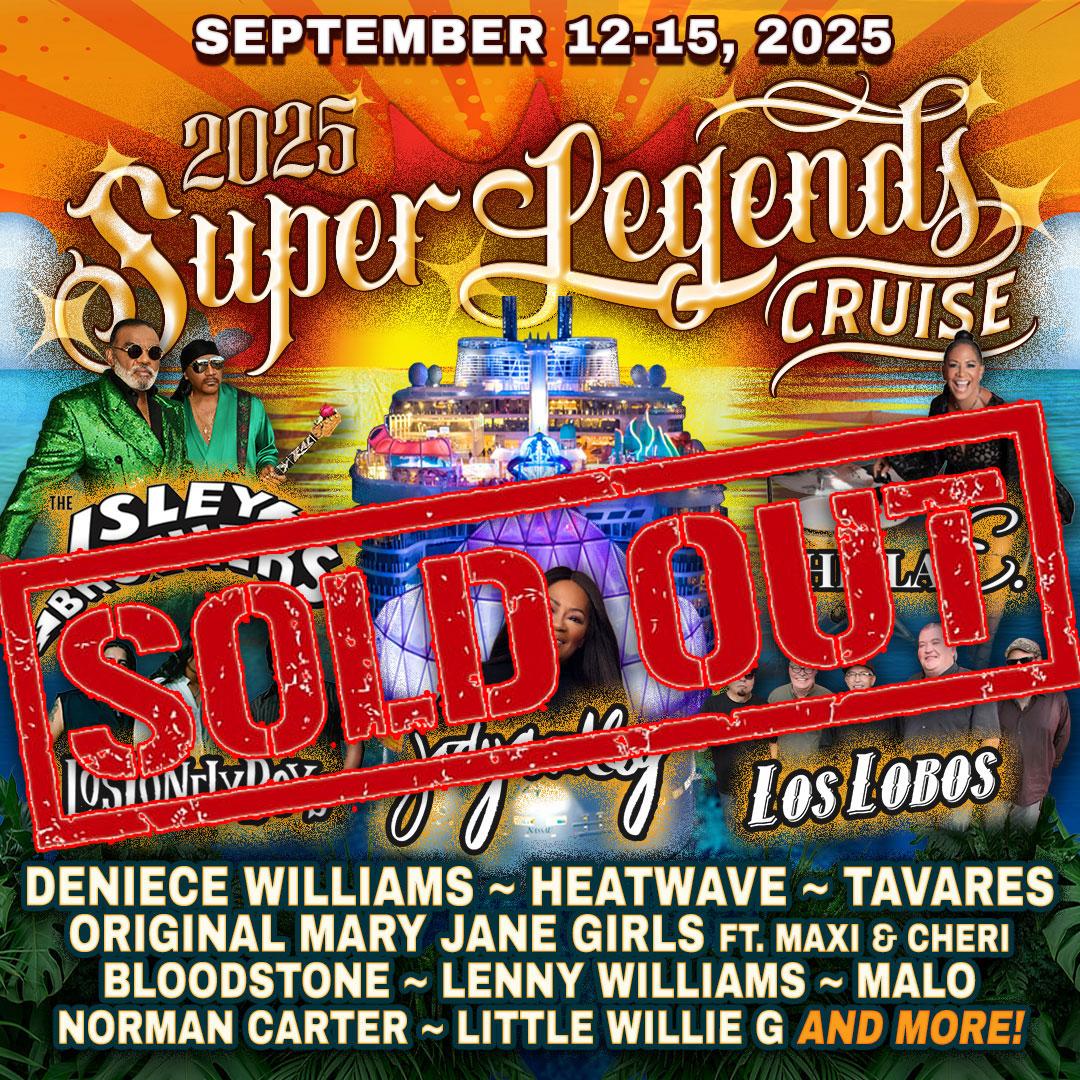 SEPTEMBER 12-15, 2025
2025
Super Legends
CRUISE
THE
ISLEY
SOLD OUT
Los Lobos
DENIECE WILLIAMS ~ HEATWAVE ~ TAVARES
ORIGINAL MARY JANE GIRLS FT. MAXI & CHERI
BLOODSTONE ~ LENNY WILLIAMS ~ MALO
NORMAN CARTER ~ LITTLE WILLIE G AND MORE!